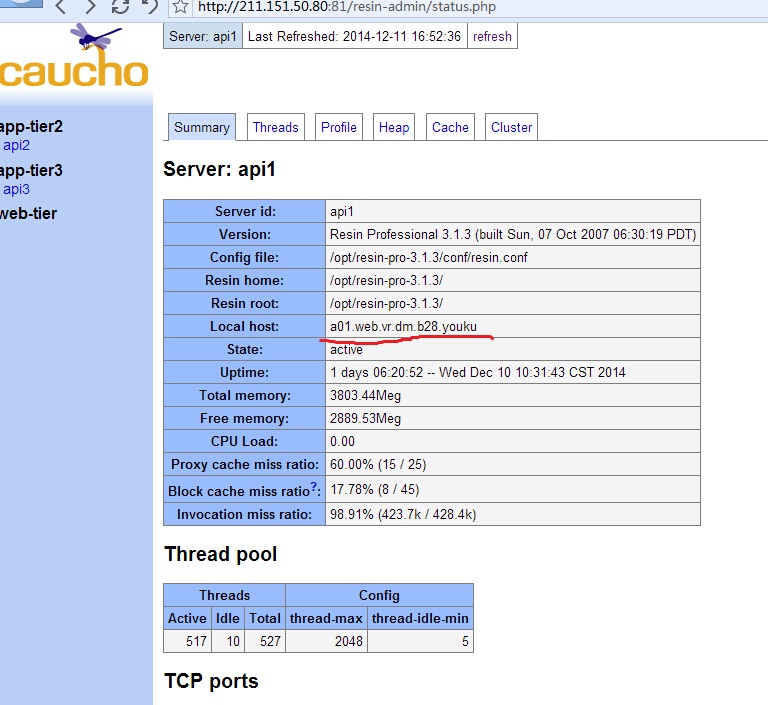 http://211.151.50.80:81/resin-admin/status.php
Server: api1 Last Refreshed: 2014-12-11 16:52:36 refresh
caucho
app-tier2
api2
app-tier3
api3
web-tier
Summary Threads Profile Heap Cache Cluster
Server: api1
Server id: api1
Version: Resin Professional 3.1.3 (built Sun, 07 Oct 2007 06:30:19 PDT)
Config file: /opt/resin-pro-3.1.3/conf/resin.conf
Resin home: /opt/resin-pro-3.1.3/
Resin root: /opt/resin-pro-3.1.3/
Local host: a01.web.vr.dm.b28.youku
State: active
Uptime: 1 days 06:20:52 -- Wed Dec 10 10:31:43 CST 2014
Total memory: 3803.44Meg
Free memory: 2889.53Meg
CPU Load: 0.00
Proxy cache miss ratio: 60.00% (15 / 25)
Block cache miss ratio?: 17.78% (8 / 45)
Invocation miss ratio: 98.91% (423.7k / 428.4k)
Thread pool
Threads Config
Active Idle Total thread-max thread-idle-min
517 10 527 2048 5
TCP ports